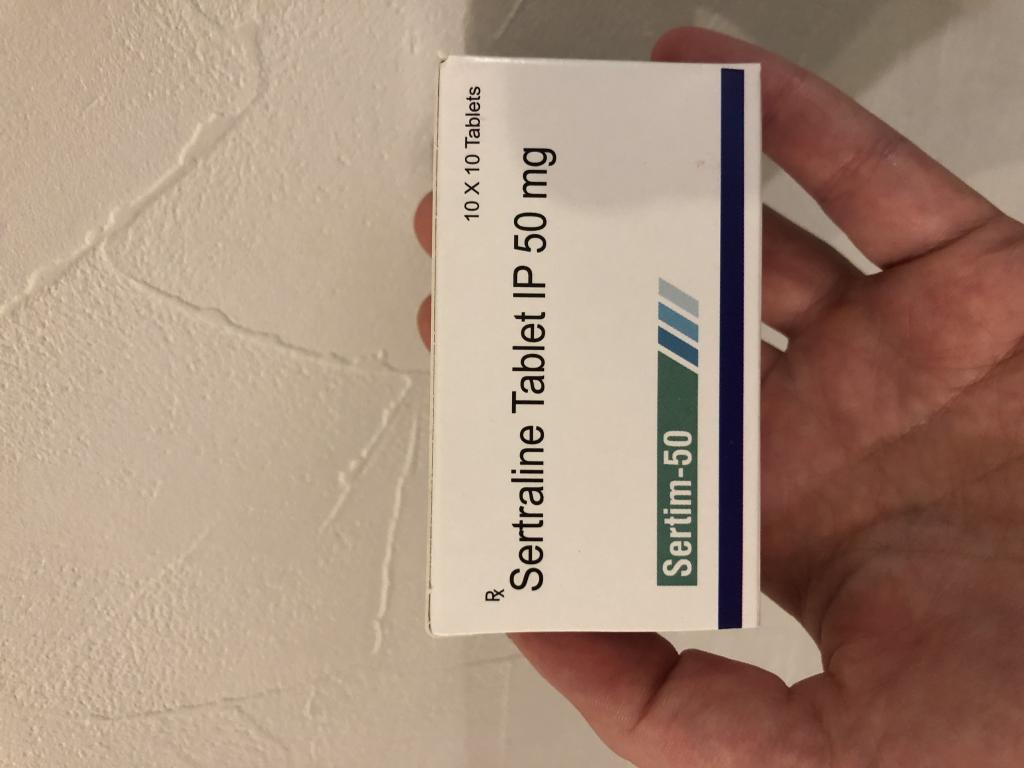 10 X 10 Tablets
℞
Sertraline Tablet IP 50 mg
Sertim-50